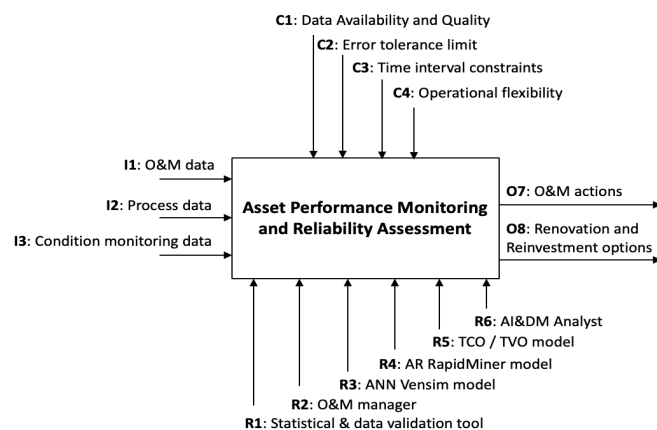 C1: Data Availability and Quality
C2: Error tolerance limit
C3: Time interval constraints
C4: Operational flexibility
I1: O&M data
I2: Process data
I3: Condition monitoring data
Asset Performance Monitoring
and Reliability Assessment
O7: O&M actions
O8: Renovation and
Reinvestment options
R6: AI&DM Analyst
R5: TCO / TVO model
R4: AR RapidMiner model
R3: ANN Vensim model
R2: O&M manager
R1: Statistical & data validation tool